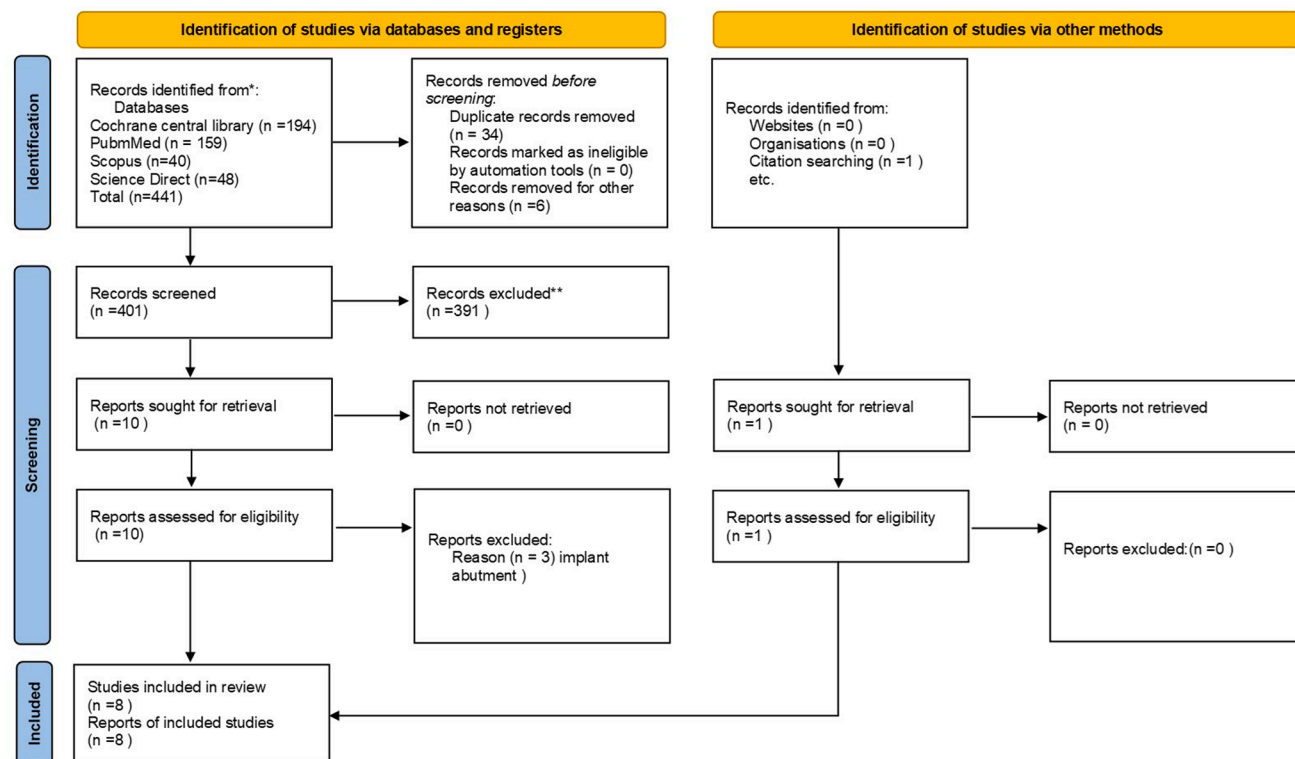 Identification of studies via databases and registers
Identification of studies via other methods
Identification
Records identified from*:
Databases
Cochrane central library (n =194)
PubmMed (n = 159)
Scopus (n=40)
Science Direct (n=48)
Total (n=441)
Records removed before
screening:
Duplicate records removed
(n = 34)
Records marked as ineligible
by automation tools (n = 0)
Records removed for other
reasons (n =6)
Records identified from:
Websites (n =0 )
Organisations (n =0 )
Citation searching (n =1 )
etc.
Screening
Records screened
(n =401)
Records excluded**
(n =391 )
Reports sought for retrieval
(n =10 )
Reports not retrieved
(n =0 )
Reports sought for retrieval
(n =1 )
Reports not retrieved
(n = 0)
Reports assessed for eligibility
(n =10)
Reports excluded:
Reason (n = 3) implant
abutment )
Reports assessed for eligibility
(n =1 )
Reports excluded:(n =0 )
Included
Studies included in review
(n =8 )
Reports of included studies
(n =8 )